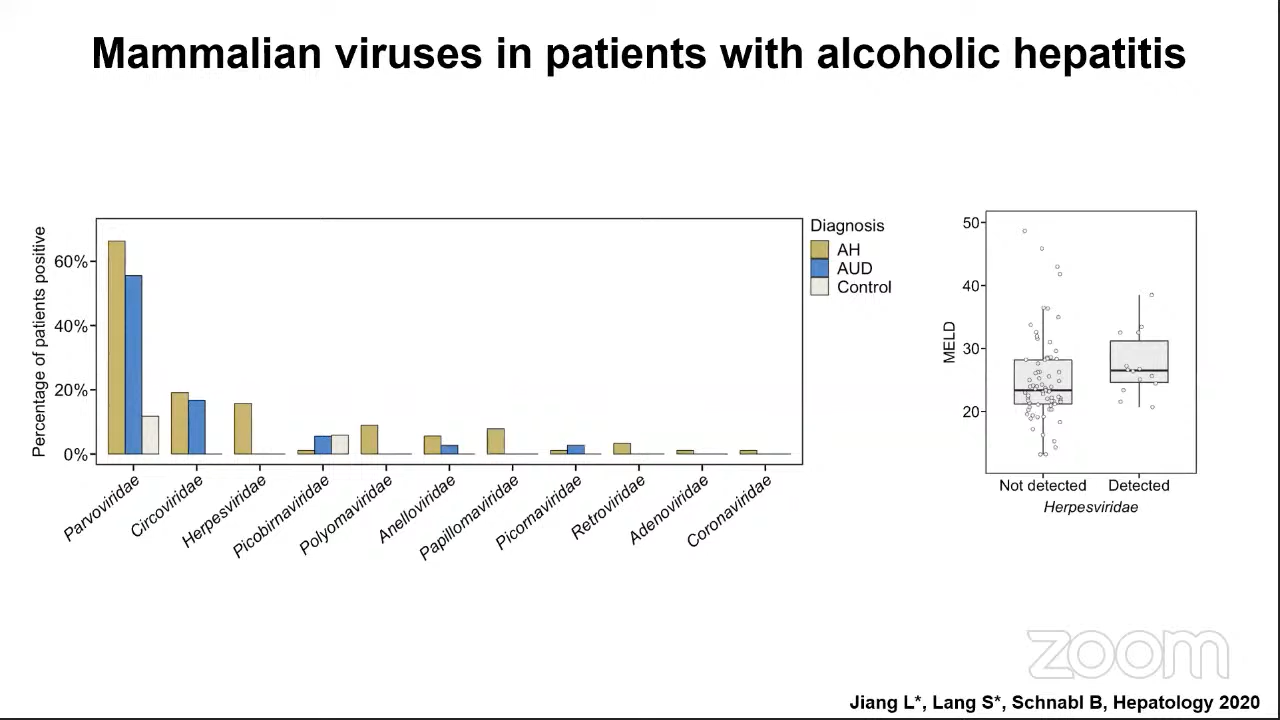 Mammalian viruses in patients with alcoholic hepatitis
Percentage of patients positive
60%
40%
20%
0%
Parvoviridae
Circoviridae
Herpesviridae
Picobirnaviridae
Polyomaviridae
Anelloviridae
Papillomaviridae
Picornaviridae
Retroviridae
Adenoviridae
Coronaviridae
Diagnosis
AH
AUD
Control
MELD
50
40
30
20
Not detected
Detected
Herpesviridae
zoom
Jiang L*, Lang S*, Schnabl B, Hepatology 2020